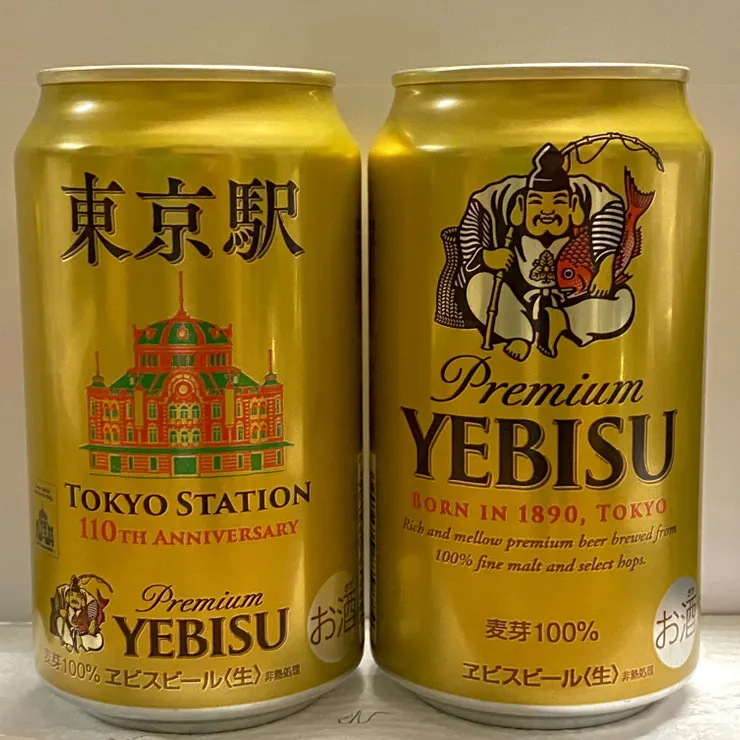 東京駅
TOKYO STATION
110TH ANNIVERSARY
Premium
YEBISU
お酒
麦芽100% ヱビスビール〈生〉非熱処理
Premium
YEBISU
BORN IN 1890, TOKYO
Rich and mellow premium beer brewed from
100% fine malt and select hops.
麦芽100%
お酒
ヱビスビール〈生〉非熱処理